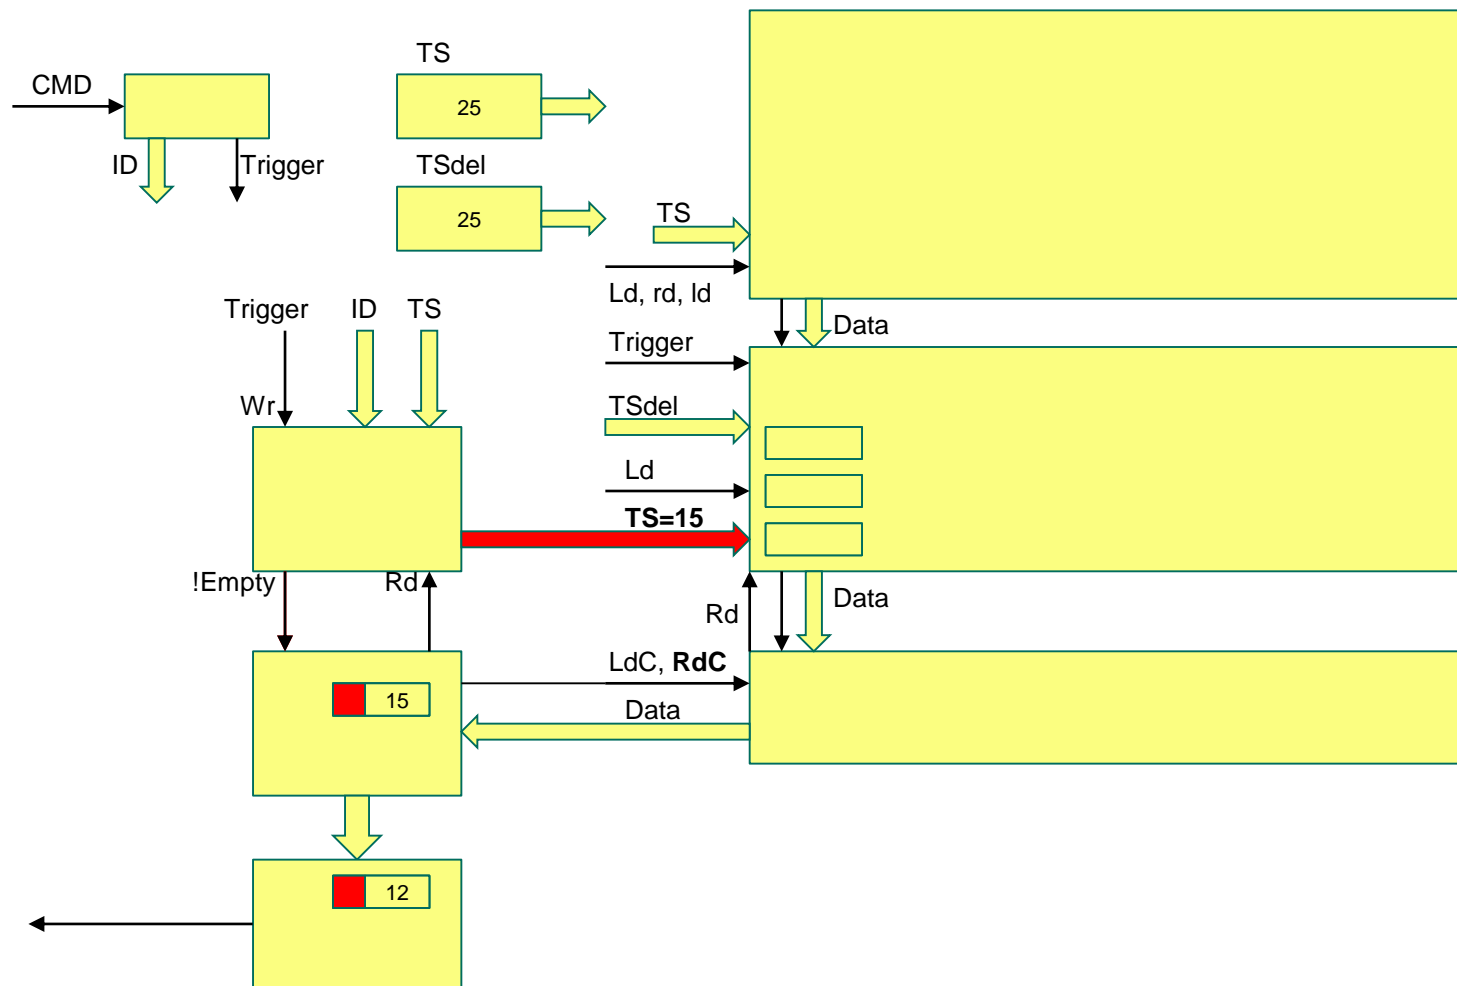 TS
CMD
25
ID
Trigger
TSdel
25
TS
Ld, rd, ld
Trigger
ID
TS
Data
Trigger
Wr
TSdel
Ld
TS=15
!Empty
Rd
Rd
Data
LdC, RdC
15
Data
12